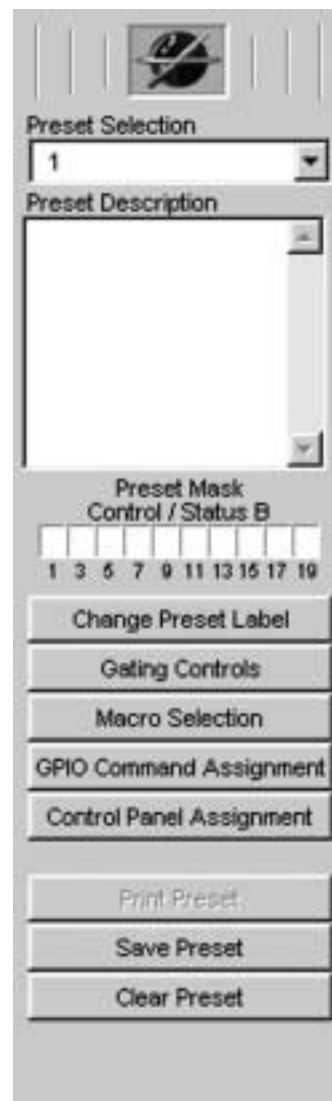 Preset Selection
1
Preset Description
Preset Mask
Control / Status B
1 3 5 7 9 11 13 15 17 19
Change Preset Label
Gating Controls
Macro Selection
GPIO Command Assignment
Control Panel Assignment
Print Preset
Save Preset
Clear Preset